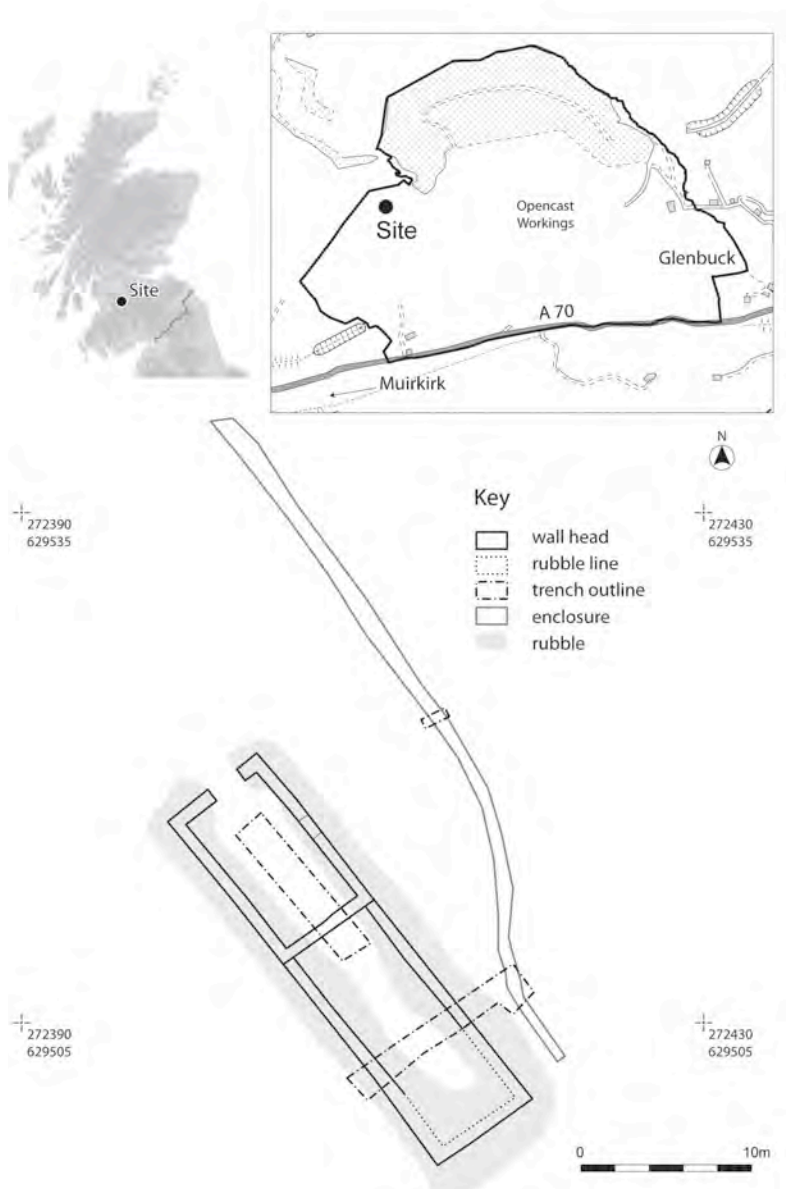 Site
Opencast
Workings
Site
Glenbuck
A 70
Muirkirk
N
272390
629535
272430
629535
Key
wall head
rubble line
trench outline
enclosure
rubble
272390
629505
272430
629505
0 10m